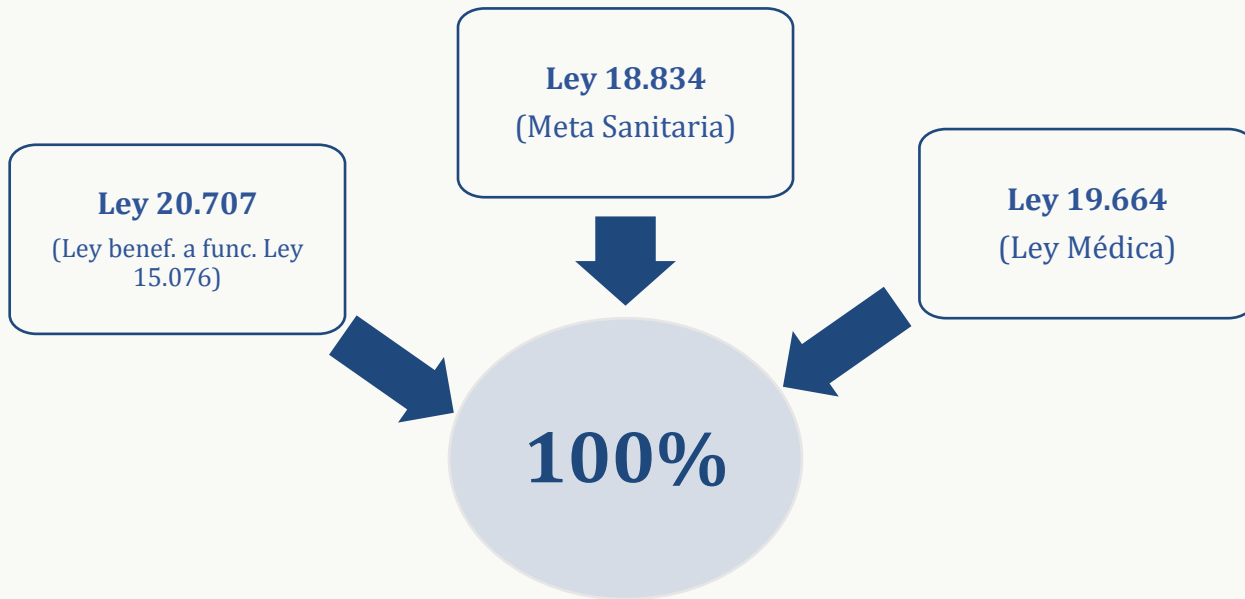 Ley 18.834
(Meta Sanitaria)
Ley 20.707
(Ley benef. a func. Ley
15.076)
Ley 19.664
(Ley Médica)
100%